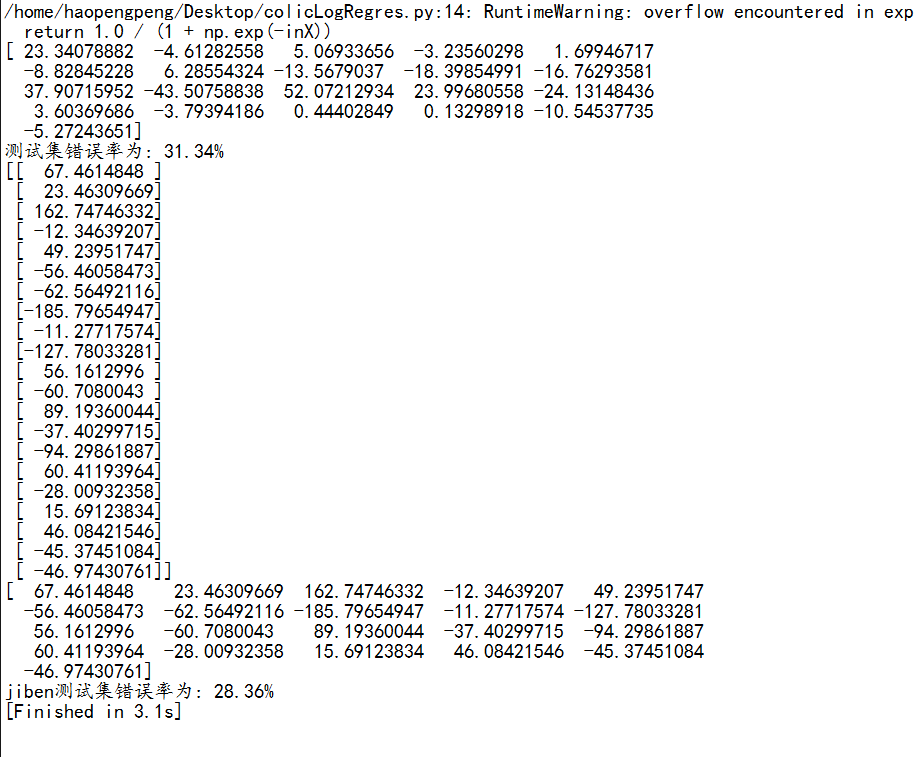 /home/haopengpeng/Desktop/colicLogRegres.py:14: RuntimeWarning: overflow encountered in exp
  return 1.0 / (1 + np.exp(-inX))
[ 23.34078882  -4.61282558   5.06933656  -3.23560298   1.69946717
  -8.82845228   6.28554324 -13.5679037  -18.39854991 -16.76293581
  37.90715952 -43.50758838  52.07212934  23.99680558 -24.13148436
   3.60369686  -3.79394186   0.44402849   0.13298918 -10.54537735
  -5.27243651]
测试集错误率为: 31.34%
[[  67.4614848 ]
 [  23.46309669]
 [ 162.74746332]
 [ -12.34639207]
 [  49.23951747]
 [ -56.46058473]
 [ -62.56492116]
 [-185.79654947]
 [ -11.27717574]
 [-127.78033281]
 [  56.1612996 ]
 [ -60.7080043 ]
 [  89.19360044]
 [ -37.40299715]
 [ -94.29861887]
 [  60.41193964]
 [ -28.00932358]
 [  15.69123834]
 [  46.08421546]
 [ -45.37451084]
 [ -46.97430761]]
[  67.4614848    23.46309669  162.74746332  -12.34639207   49.23951747
  -56.46058473  -62.56492116 -185.79654947  -11.27717574 -127.78033281
   56.1612996   -60.7080043    89.19360044  -37.40299715  -94.29861887
   60.41193964  -28.00932358   15.69123834   46.08421546  -45.37451084
  -46.97430761]
jiben测试集错误率为: 28.36%
[Finished in 3.1s]